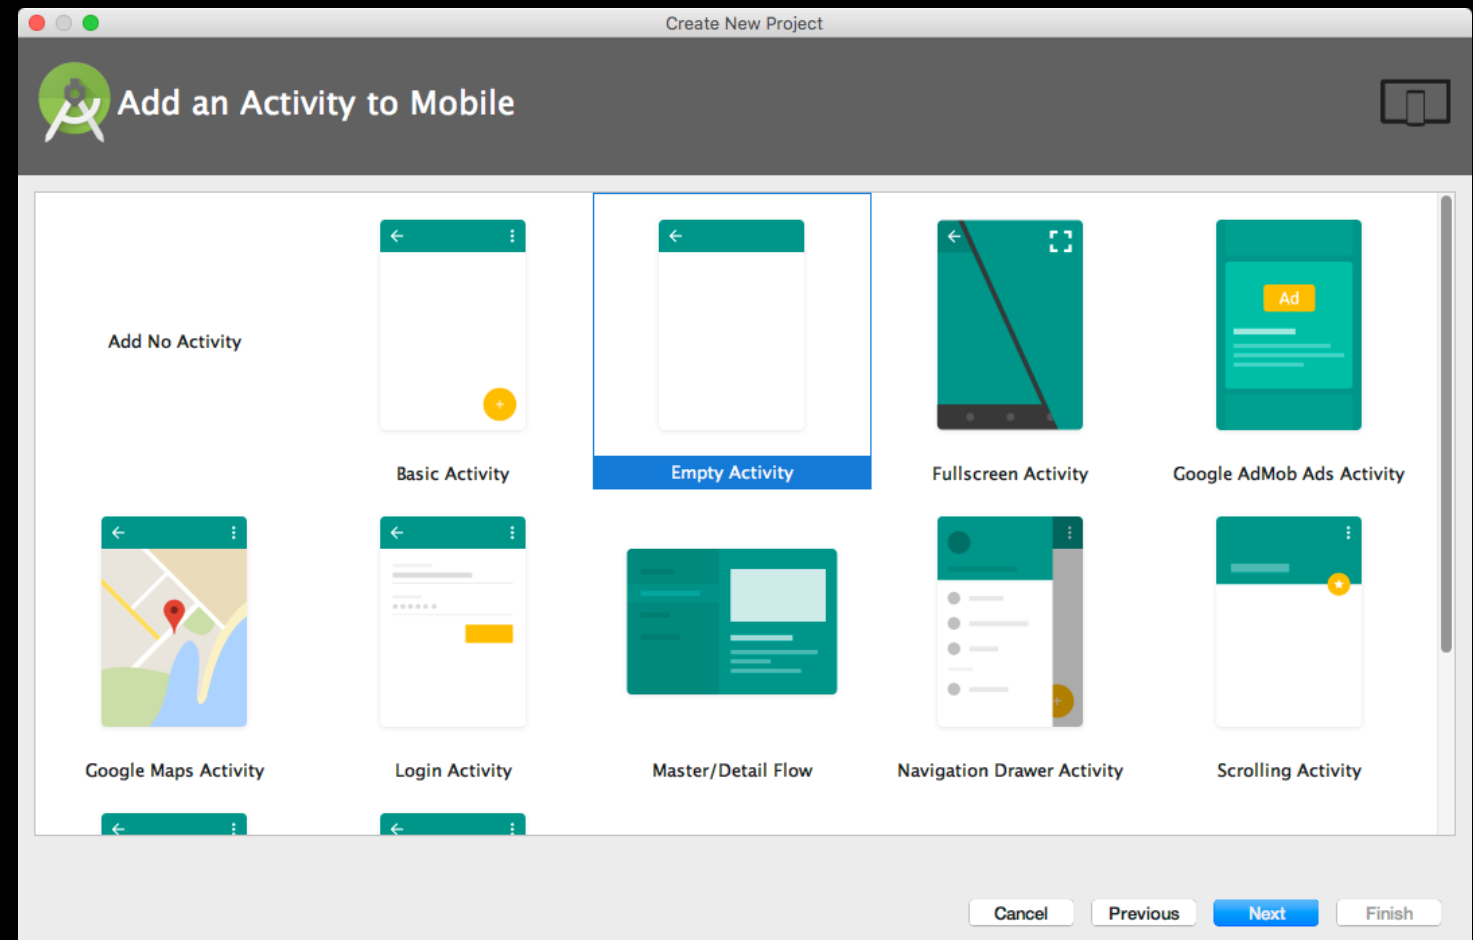 Create New Project
Add an Activity to Mobile
Add No Activity
Basic Activity
Empty Activity
Fullscreen Activity
Ad
Google AdMob Ads Activity
Google Maps Activity
Login Activity
Master/Detail Flow
Navigation Drawer Activity
Scrolling Activity
Cancel
Previous
Next
Finish